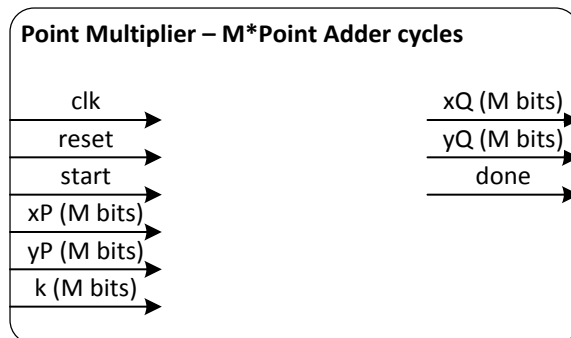 Point Multiplier – M*Point Adder cycles
clk
reset
start
xP (M bits)
yP (M bits)
k (M bits)
xQ (M bits)
yQ (M bits)
done